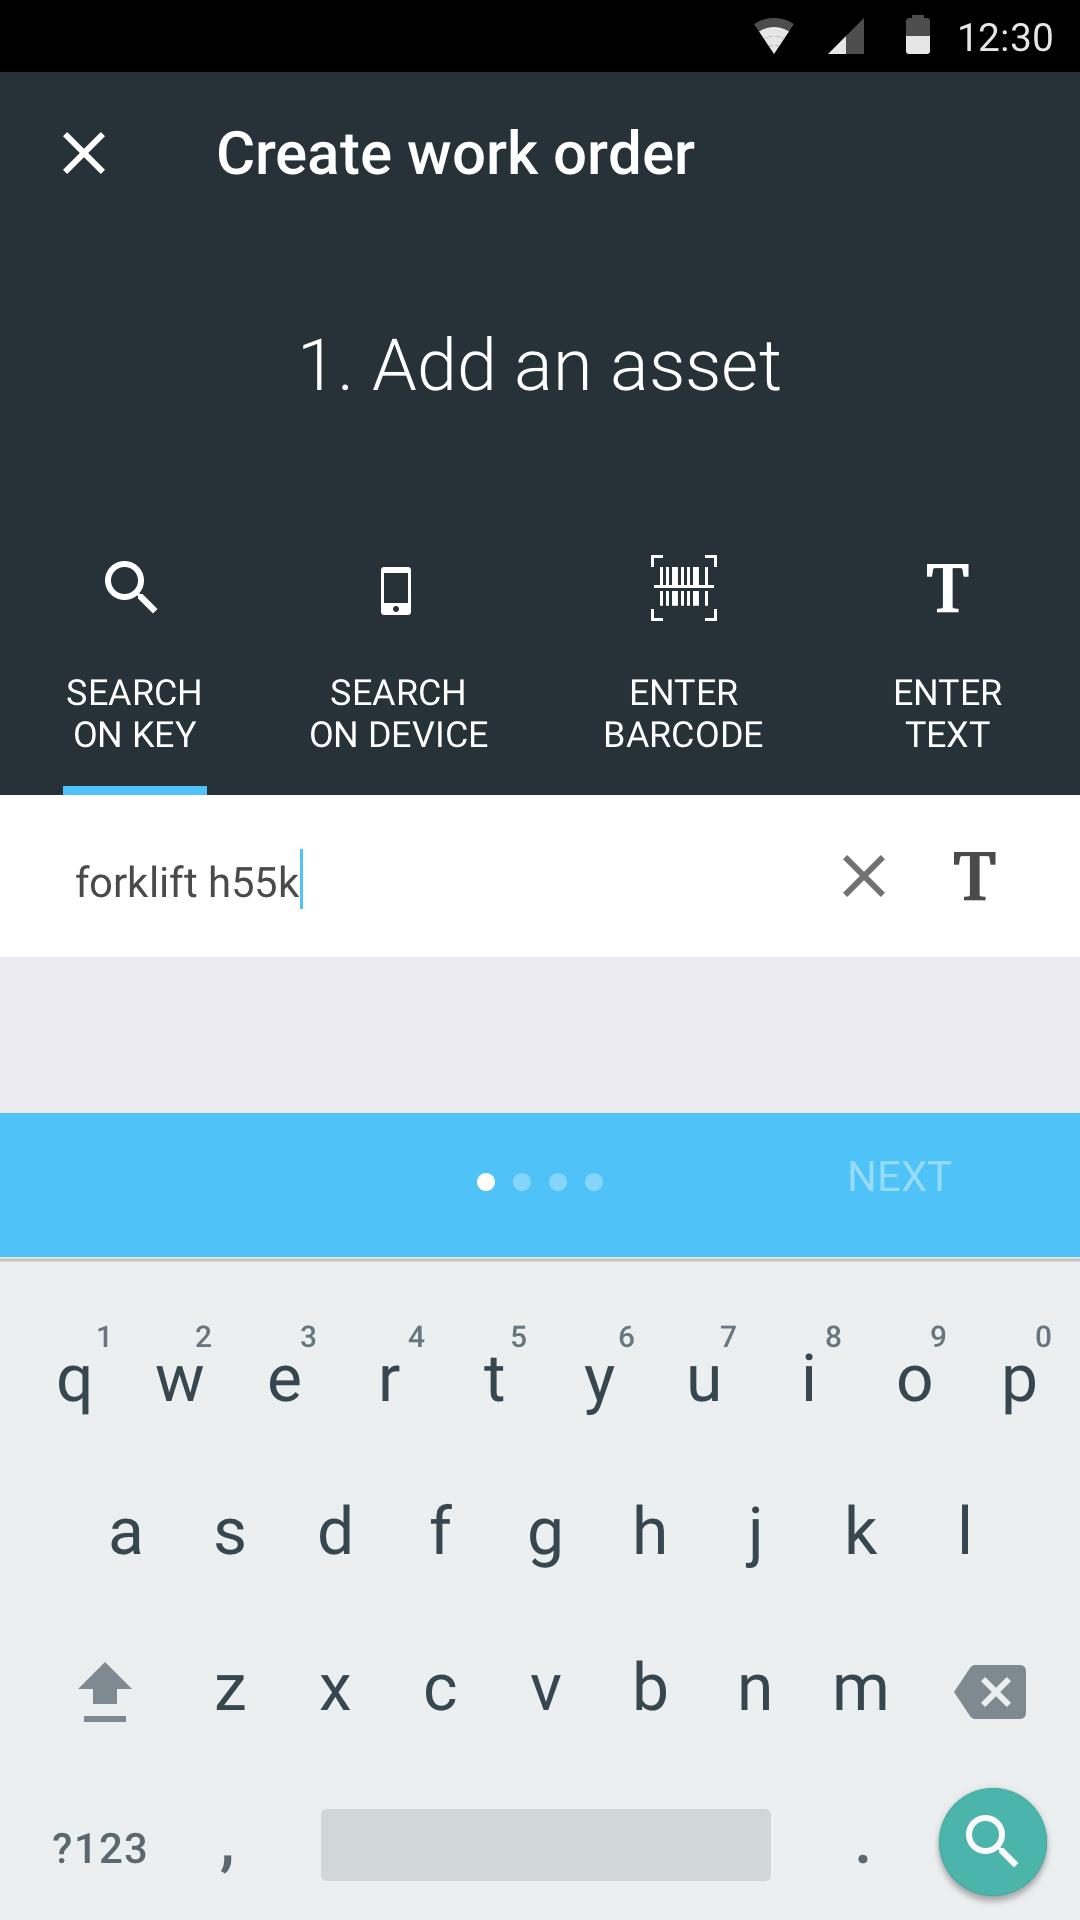 12:30
Create work order
1. Add an asset
T
SEARCH
ON KEY
SEARCH
ON DEVICE
ENTER
BARCODE
ENTER
TEXT
forklift h55k
T
NEXT
1 2 3 4 5 6 7 8 9 0
q w e r t y u i o p
a s d f g h j k l
z x c v b n m
?123 , .